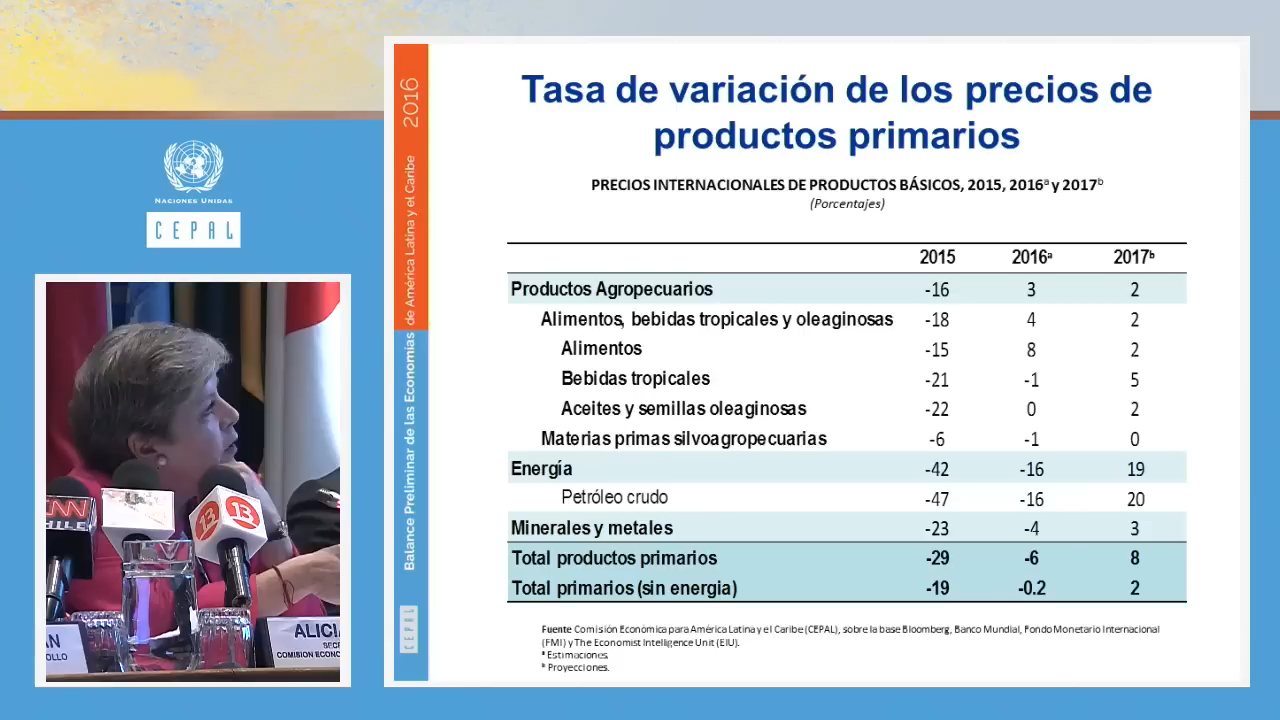 Tasa de variación de los precios de
productos primarios
PRECIOS INTERNACIONALES DE PRODUCTOS BÁSICOS, 2015, 2016ª y 2017ᵇ
(Porcentajes)
2015 2016ª 2017ᵇ
Productos Agropecuarios -16 3 2
Alimentos, bebidas tropicales y oleaginosas -18 4 2
Alimentos -15 8 2
Bebidas tropicales -21 -1 5
Aceites y semillas oleaginosas -22 0 2
Materias primas silvoagropecuarias -6 -1 0
Energía -42 -16 19
Petróleo crudo -47 -16 20
Minerales y metales -23 -4 3
Total productos primarios -29 -6 8
Total primarios (sin energia) -19 -0.2 2
Fuente Comisión Económica para América Latina y el Caribe (CEPAL), sobre la base Bloomberg, Banco Mundial, Fondo Monetario Internacional
(FMI) y The Economist Intelligence Unit (EIU).
ª Estimaciones.
ᵇ Proyecciones.
Balance Preliminar de las Economías de América Latina y el Caribe 2016
CEPAL
NACIONES UNIDAS
CEPAL
CNN
CHILE
13
13
ALICIA